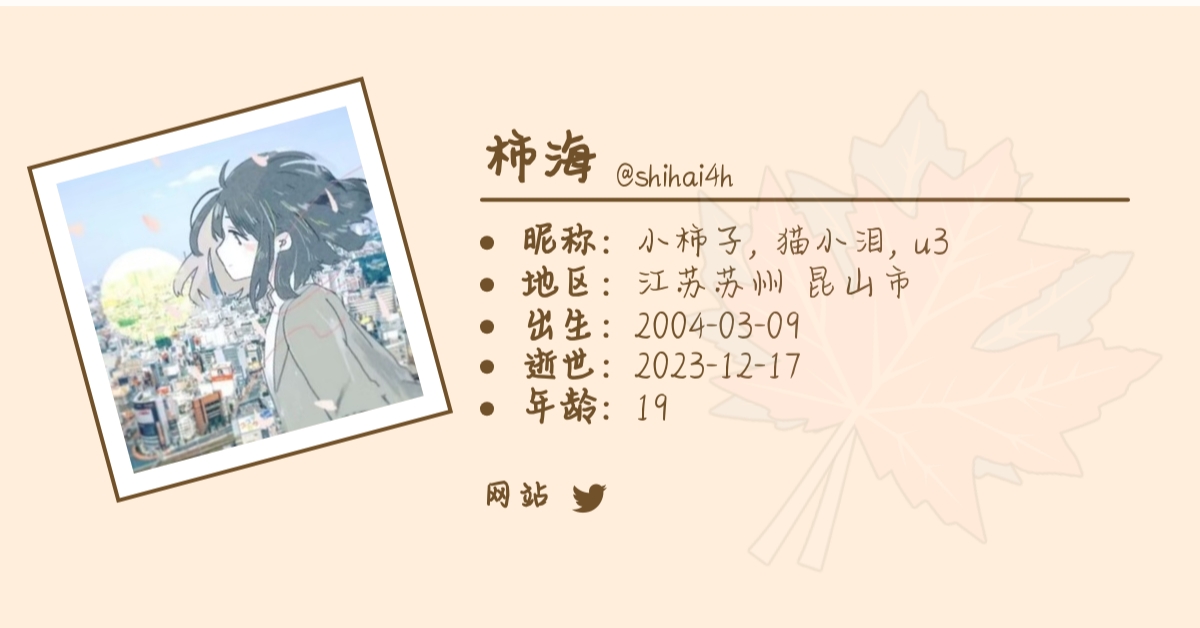 柿海 @shihai4h
昵称： 小柿子, 猫小泪, u3
地区： 江苏苏州 昆山市
出生： 2004-03-09
逝世： 2023-12-17
年龄： 19
网站